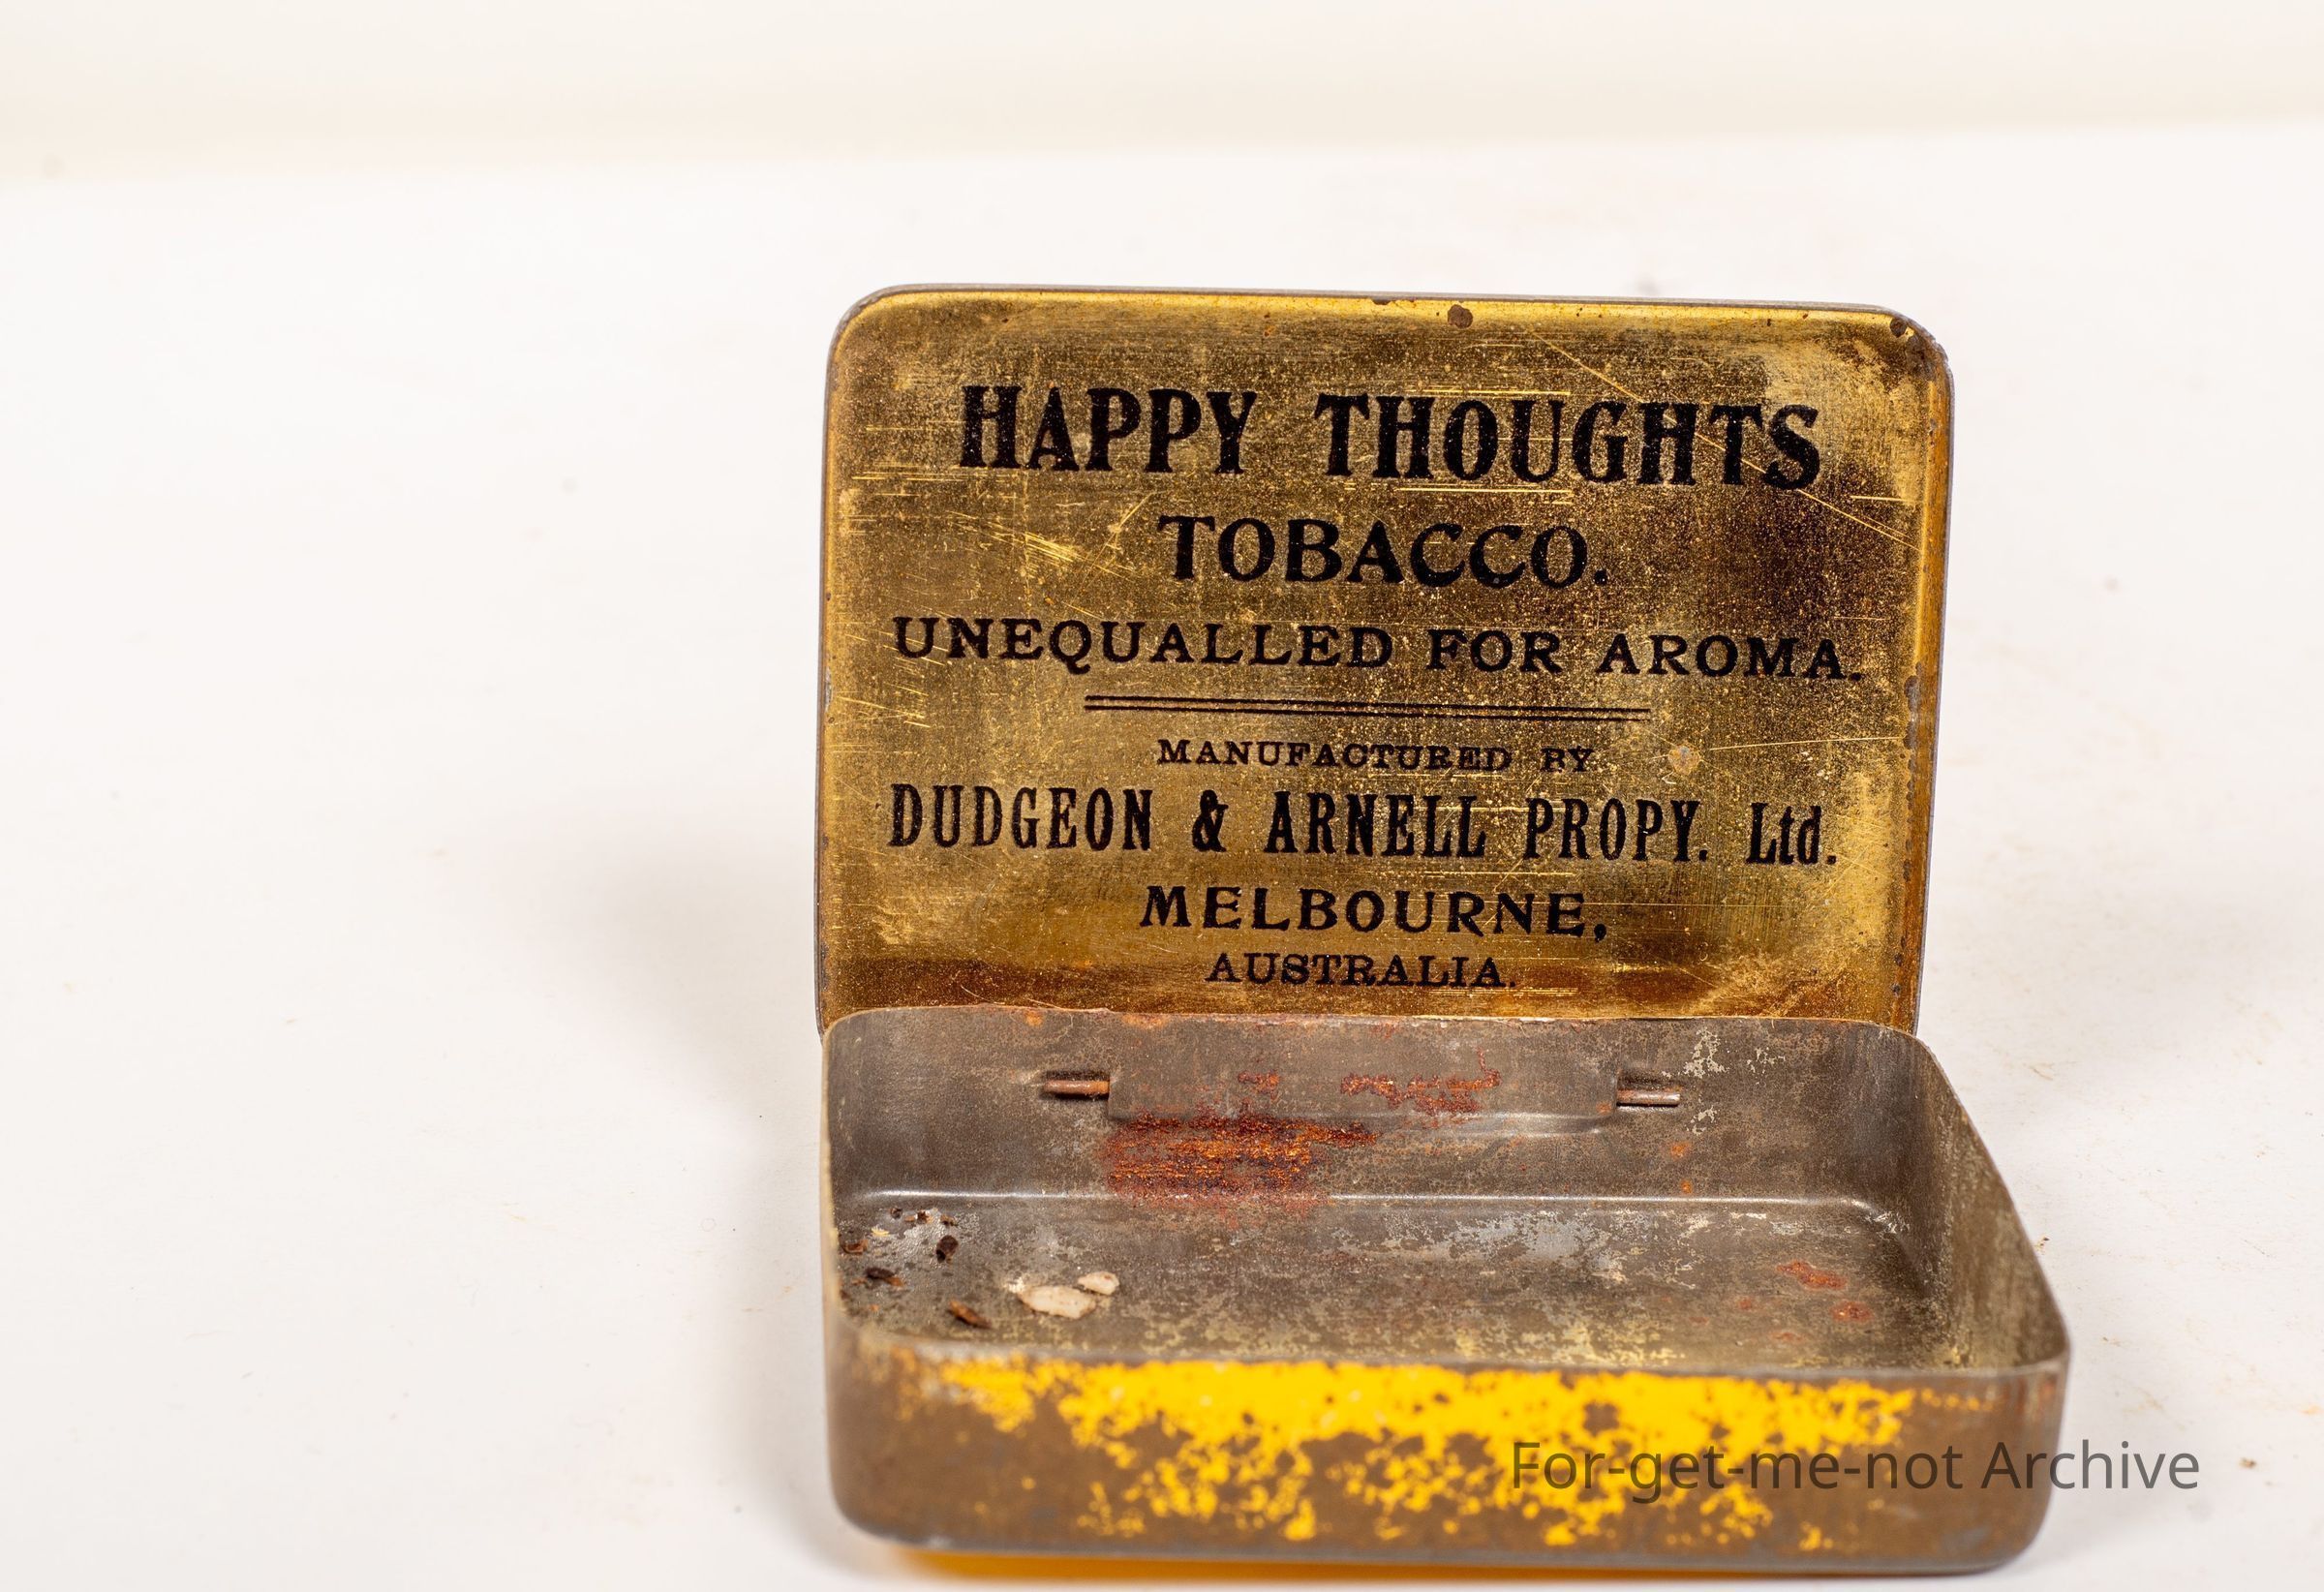 HAPPY THOUGHTS
TOBACCO.
UNEQUALLED FOR AROMA.
MANUFACTURED BY
DUDGEON & ARNELL PROPY. Ltd.
MELBOURNE,
AUSTRALIA.
For-get-me-not Archive